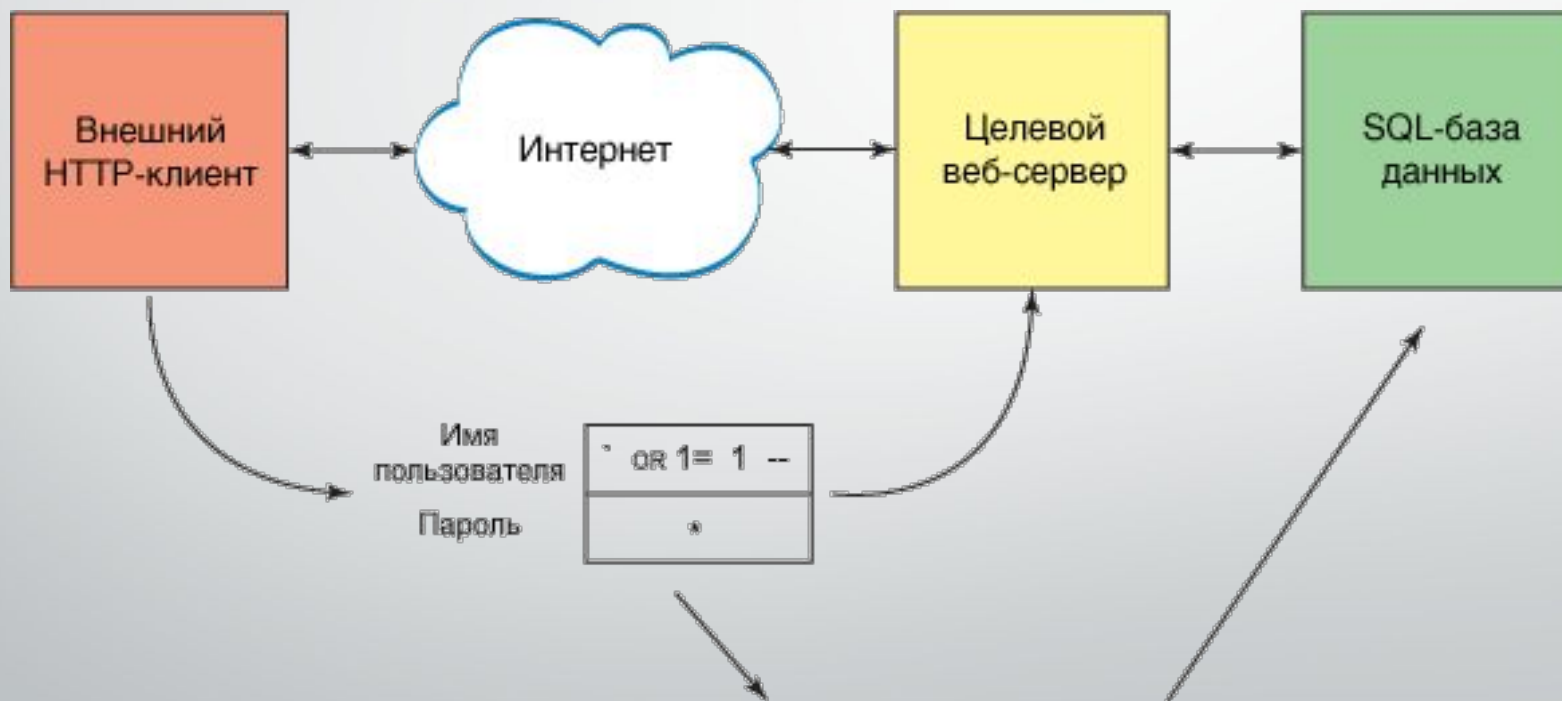 Внешний
HTTP-клиент
Интернет
Целевой
веб-сервер
SQL-база
данных
Имя
пользователя
` OR 1= 1 --
Пароль
*